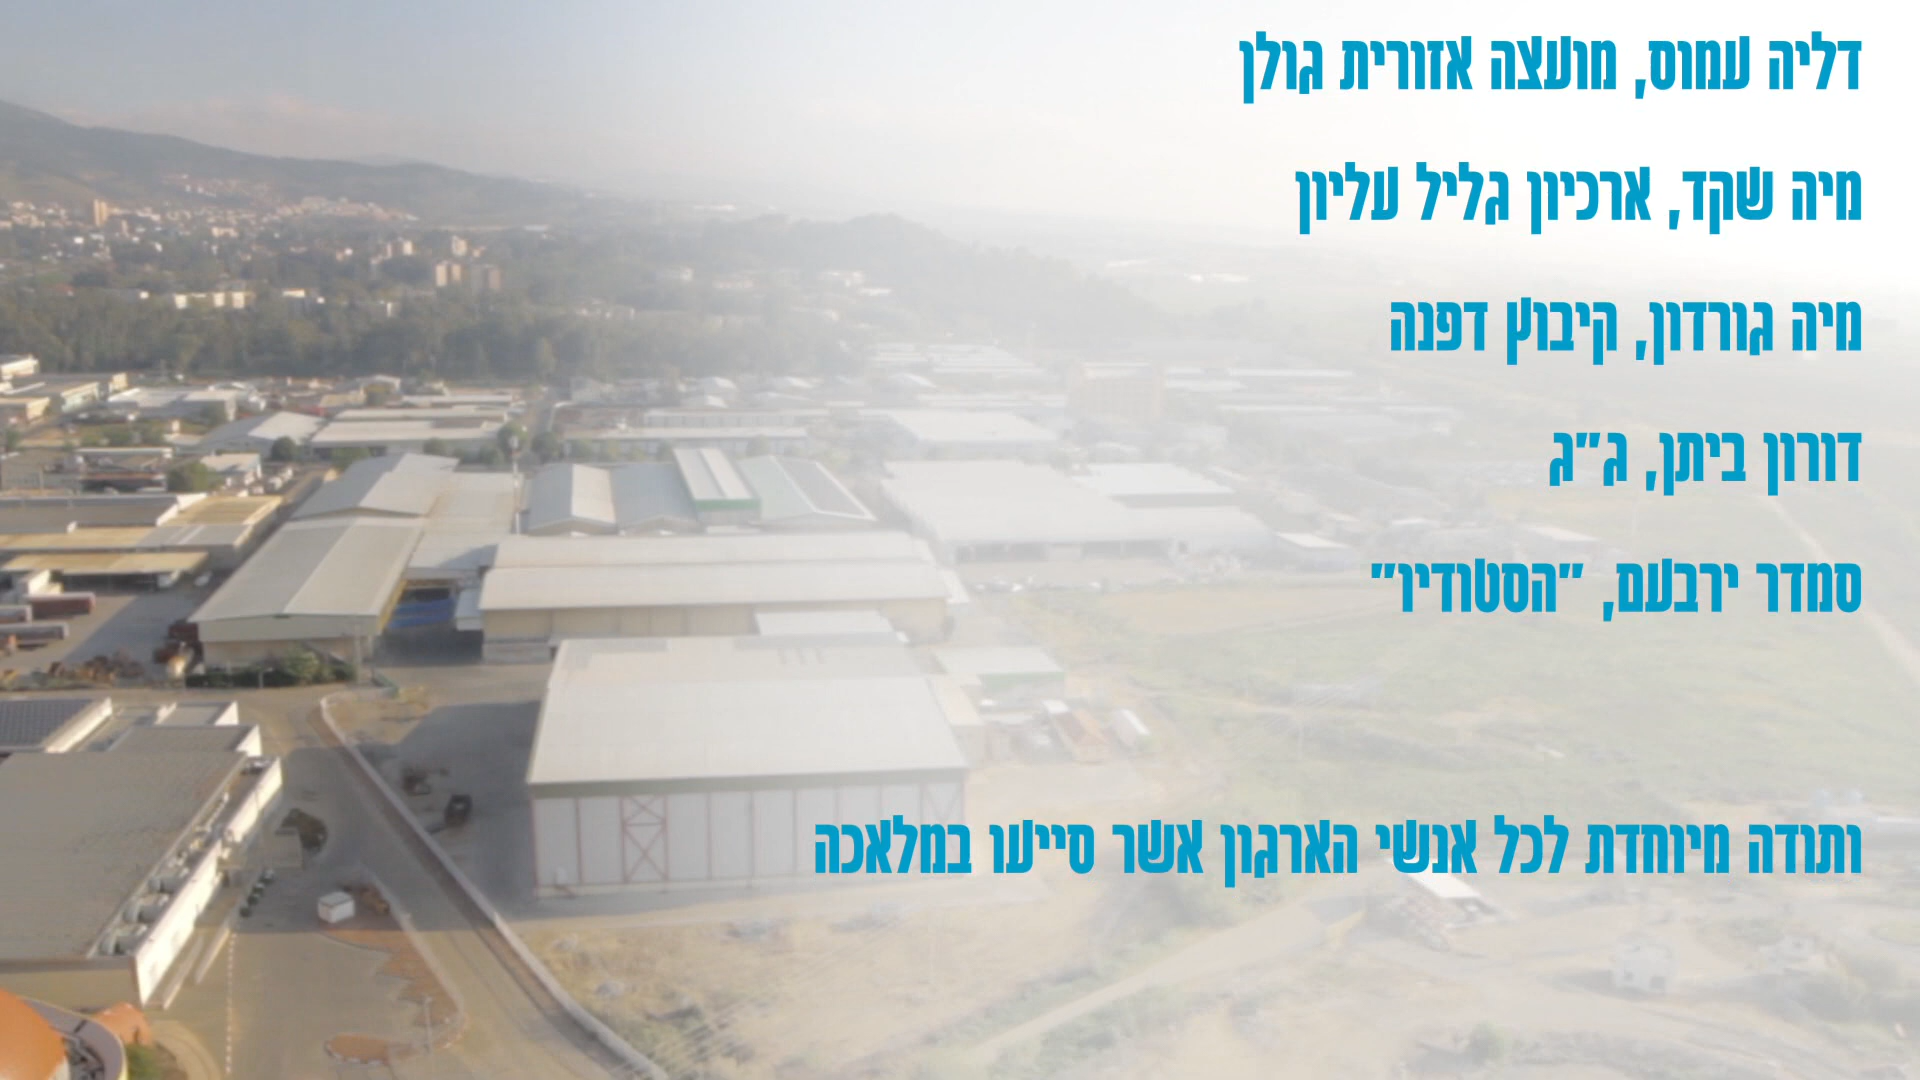 דליה עמוס, מועצה אזורית גולן
מיה שקד, ארכיון גליל עליון
מיה גורדון, קיבוץ דפנה
דורון ביתן, ג״ג
סמדר ירבעם, ״הסטודיו״
ותודה מיוחדת לכל אנשי הארגון אשר סייעו במלאכה